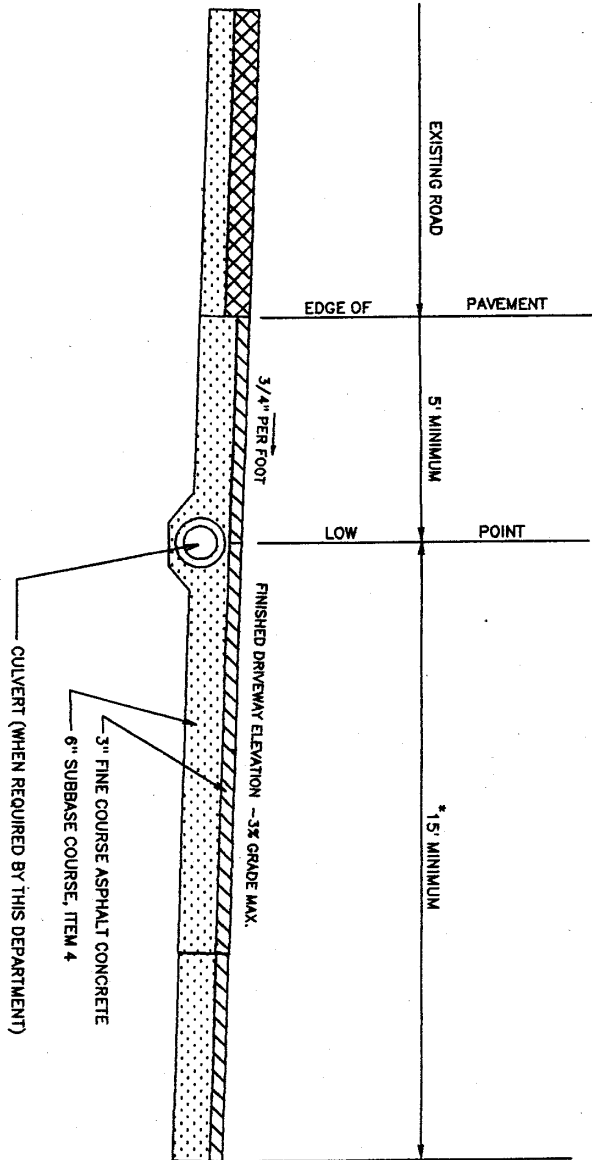 EXISTING ROAD
EDGE OF PAVEMENT
5' MINIMUM
3/4" PER FOOT
LOW POINT
*15' MINIMUM
FINISHED DRIVEWAY ELEVATION -3% GRADE MAX.
3" FINE COURSE ASPHALT CONCRETE
6" SUBBASE COURSE, ITEM 4
CULVERT (WHEN REQUIRED BY THIS DEPARTMENT)